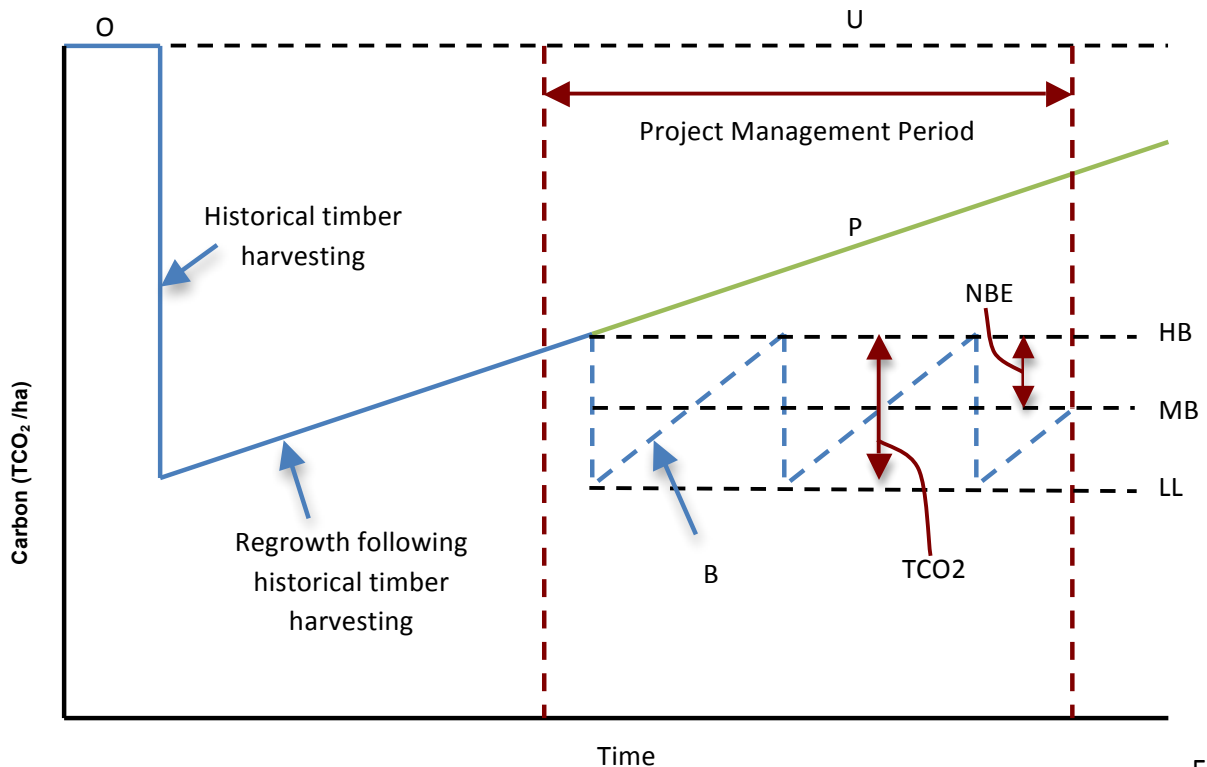 O
U
Project Management Period
Historical timber
harvesting
P
NBE
HB
MB
LL
Carbon (TCO₂ /ha)
Regrowth following
historical timber
harvesting
B
TCO2
Time